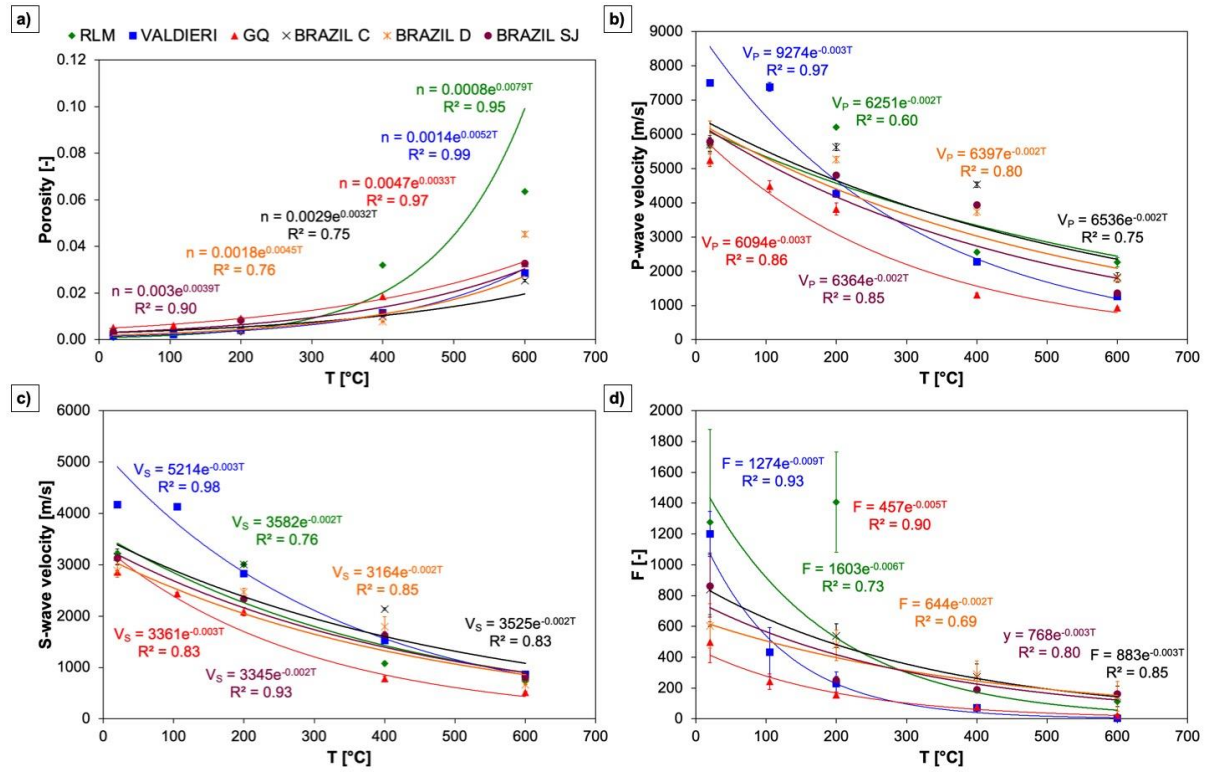 a)
RLM VALDIERI GQ BRAZIL C BRAZIL D BRAZIL SJ
0.12
0.10
0.08
0.06
0.04
0.02
0.00
Porosity [-]
n = 0.0008e^0.0079T
R² = 0.95
n = 0.0014e^0.0052T
R² = 0.99
n = 0.0047e^0.0033T
R² = 0.97
n = 0.0029e^0.0032T
R² = 0.75
n = 0.0018e^0.0045T
R² = 0.76
n = 0.003e^0.0039T
R² = 0.90
0 100 200 300 400 500 600 700
T [°C]
b)
9000
8000
7000
6000
5000
4000
3000
2000
1000
0
P-wave velocity [m/s]
V_P = 9274e^-0.003T
R² = 0.97
V_P = 6251e^-0.002T
R² = 0.60
V_P = 6397e^-0.002T
R² = 0.80
V_P = 6536e^-0.002T
R² = 0.75
V_P = 6094e^-0.003T
R² = 0.86
V_P = 6364e^-0.002T
R² = 0.85
0 100 200 300 400 500 600 700
T [°C]
c)
6000
5000
4000
3000
2000
1000
0
S-wave velocity [m/s]
V_S = 5214e^-0.003T
R² = 0.98
V_S = 3582e^-0.002T
R² = 0.76
V_S = 3164e^-0.002T
R² = 0.85
V_S = 3525e^-0.002T
R² = 0.83
V_S = 3361e^-0.003T
R² = 0.83
V_S = 3345e^-0.002T
R² = 0.93
0 100 200 300 400 500 600 700
T [°C]
d)
2000
1800
1600
1400
1200
1000
800
600
400
200
0
F [-]
F = 1274e^-0.009T
R² = 0.93
F = 457e^-0.005T
R² = 0.90
F = 1603e^-0.006T
R² = 0.73
F = 644e^-0.002T
R² = 0.69
y = 768e^-0.003T
R² = 0.80
F = 883e^-0.003T
R² = 0.85
0 100 200 300 400 500 600 700
T [°C]